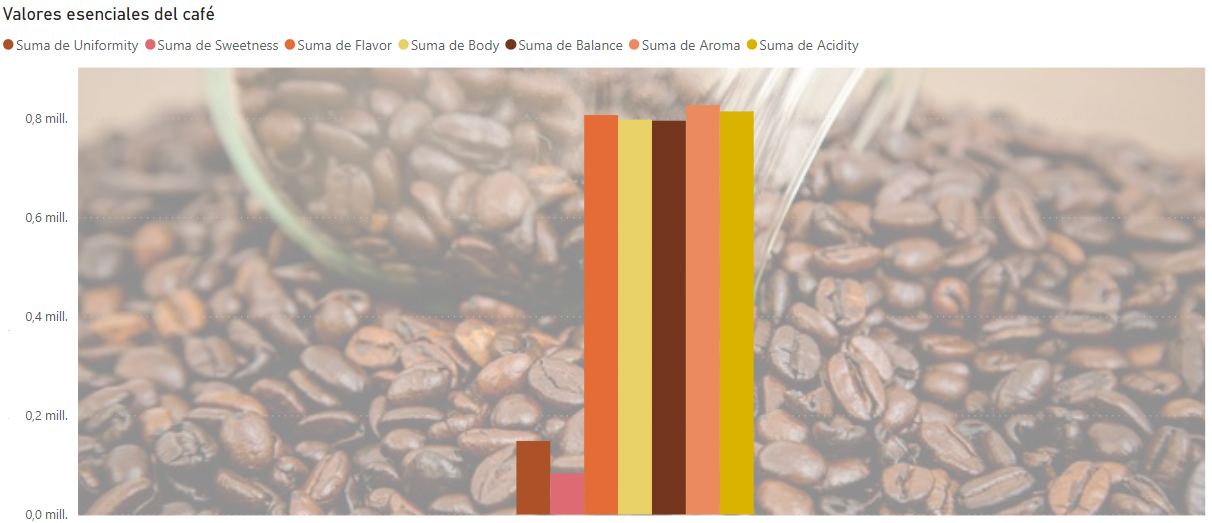 Valores esenciales del café
Suma de Uniformity Suma de Sweetness Suma de Flavor Suma de Body Suma de Balance Suma de Aroma Suma de Acidity
0,8 mill.
0,6 mill.
0,4 mill.
0,2 mill.
0,0 mill.